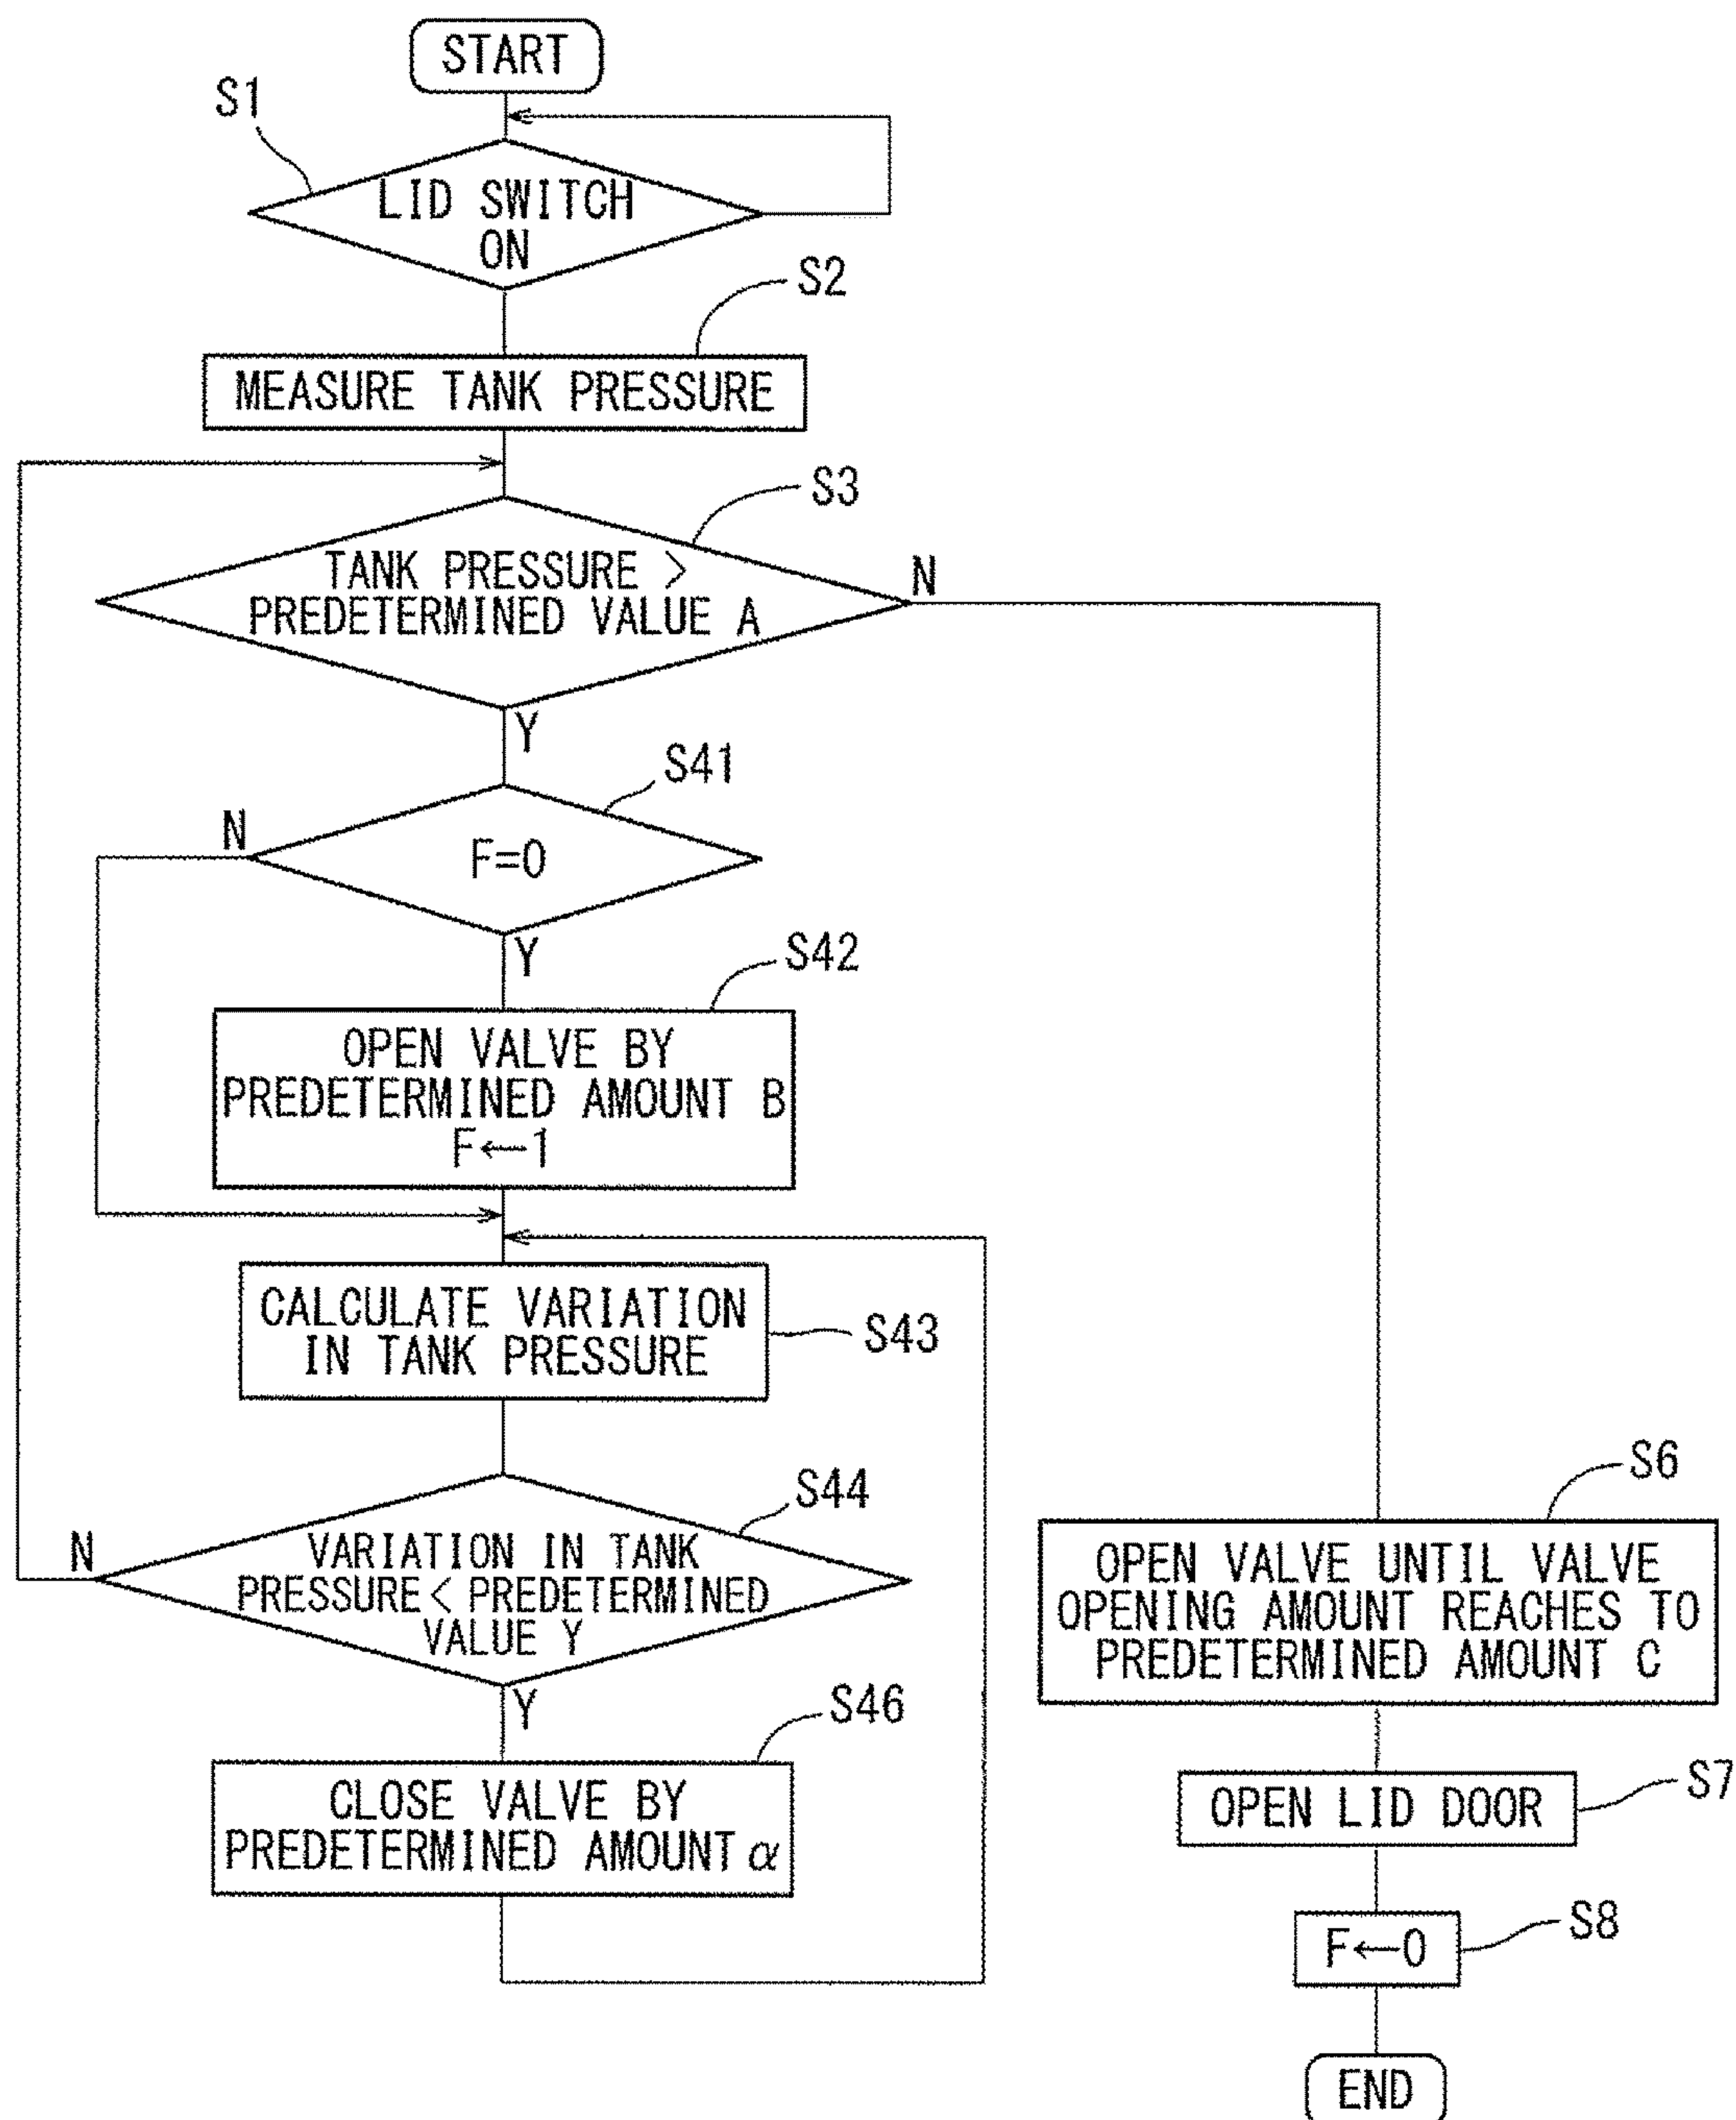 START
S1
LID SWITCH
ON
S2
MEASURE TANK PRESSURE
S3
TANK PRESSURE >
PREDETERMINED VALUE A
N
Y
S41
N
F=0
Y
S42
OPEN VALVE BY
PREDETERMINED AMOUNT B
F←1
CALCULATE VARIATION
IN TANK PRESSURE
S43
S44
N
VARIATION IN TANK
PRESSURE < PREDETERMINED
VALUE Y
Y
S46
CLOSE VALVE BY
PREDETERMINED AMOUNT α
S6
OPEN VALVE UNTIL VALVE
OPENING AMOUNT REACHES TO
PREDETERMINED AMOUNT C
S7
OPEN LID DOOR
S8
F←0
END